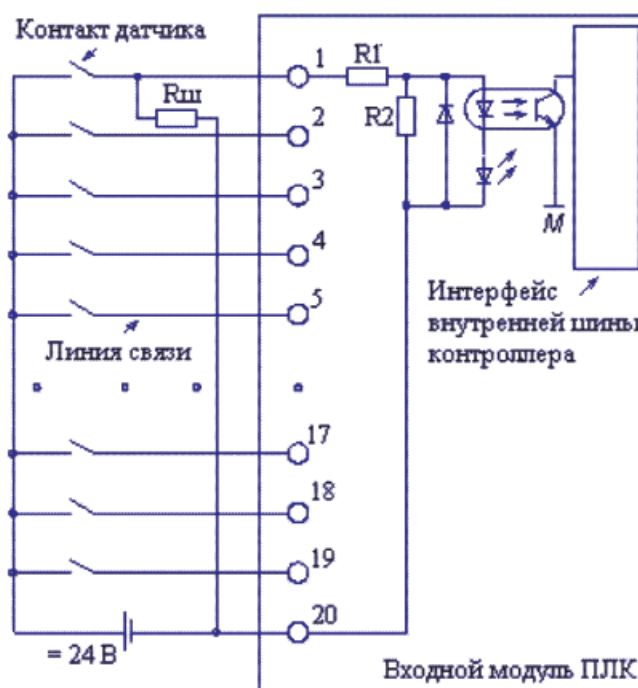 Контакт датчика
1
R1
Rш
R2
2
3
М
4
5
Интерфейс
внутренней шины
контроллера
Линия связи
17
18
19
20
= 24 В
Входной модуль ПЛК